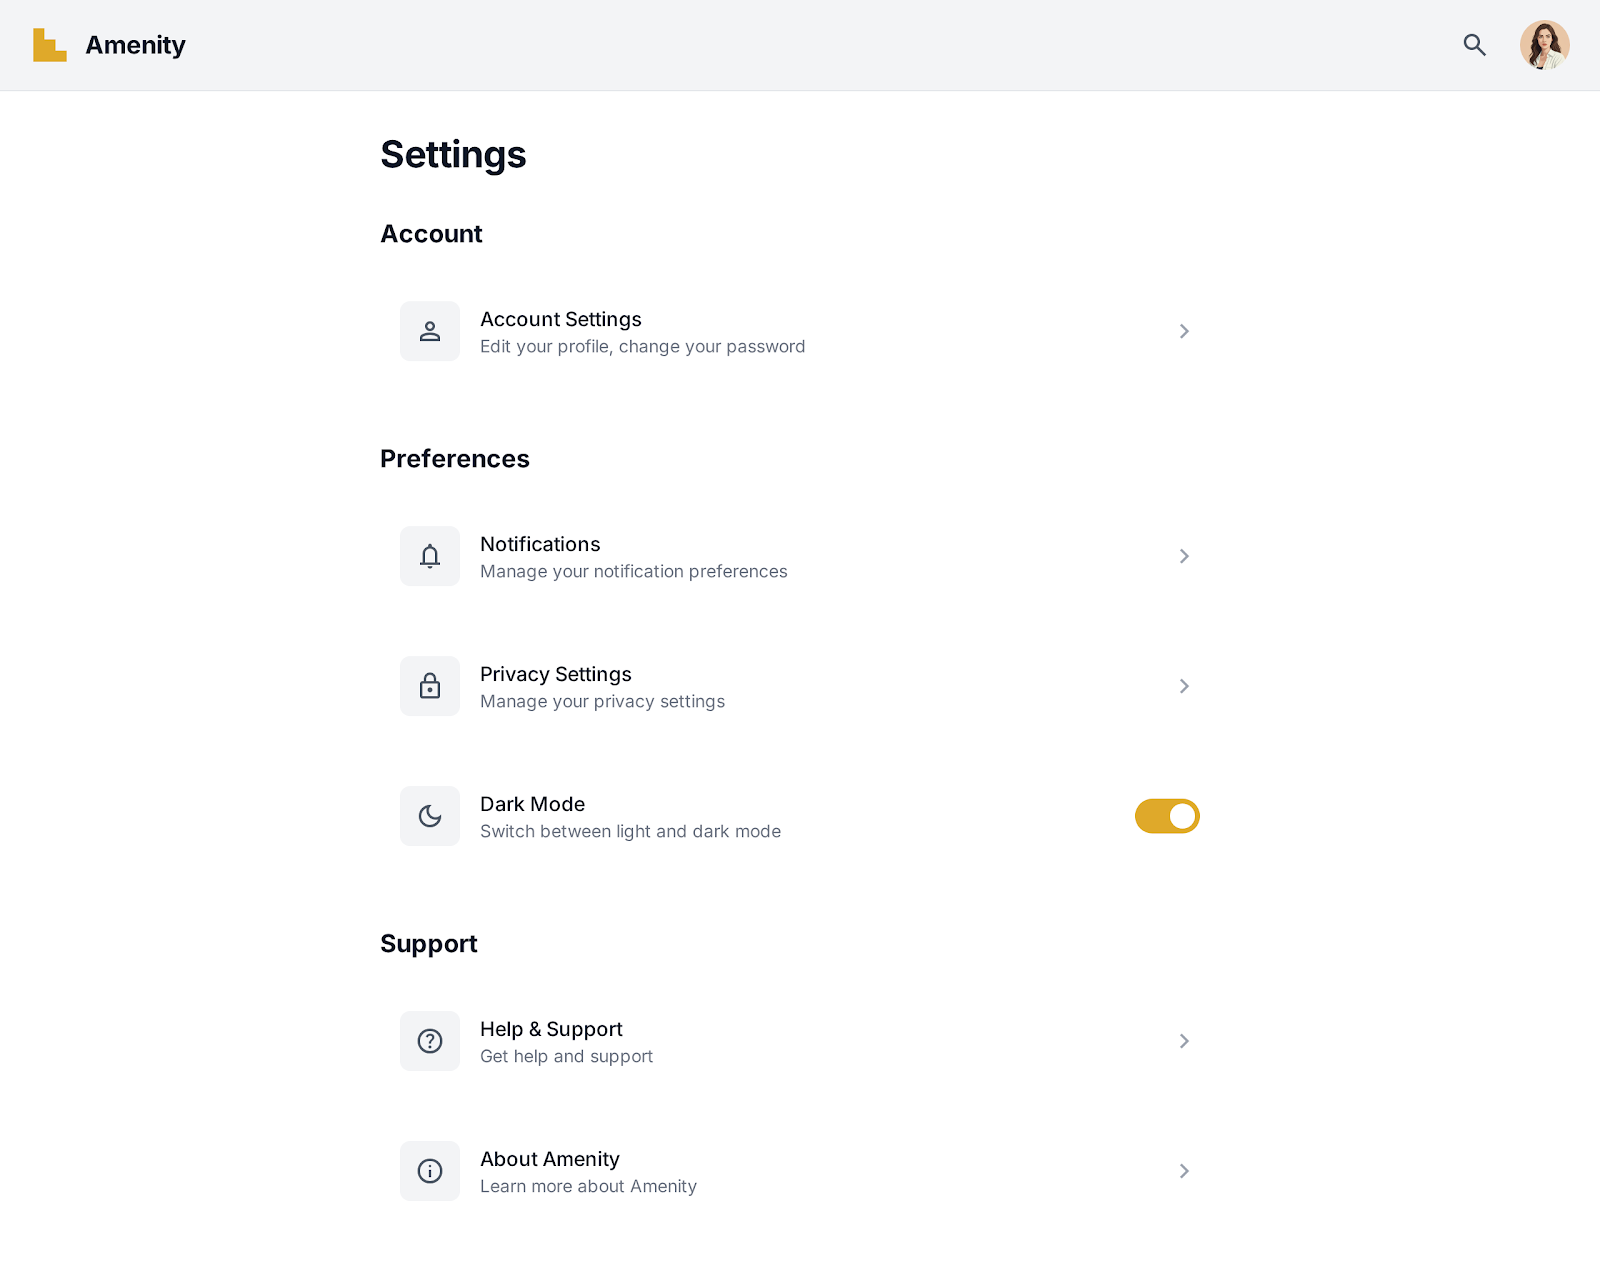 Amenity
Settings
Account
Account Settings
Edit your profile, change your password
Preferences
Notifications
Manage your notification preferences
Privacy Settings
Manage your privacy settings
Dark Mode
Switch between light and dark mode
Support
Help & Support
Get help and support
About Amenity
Learn more about Amenity